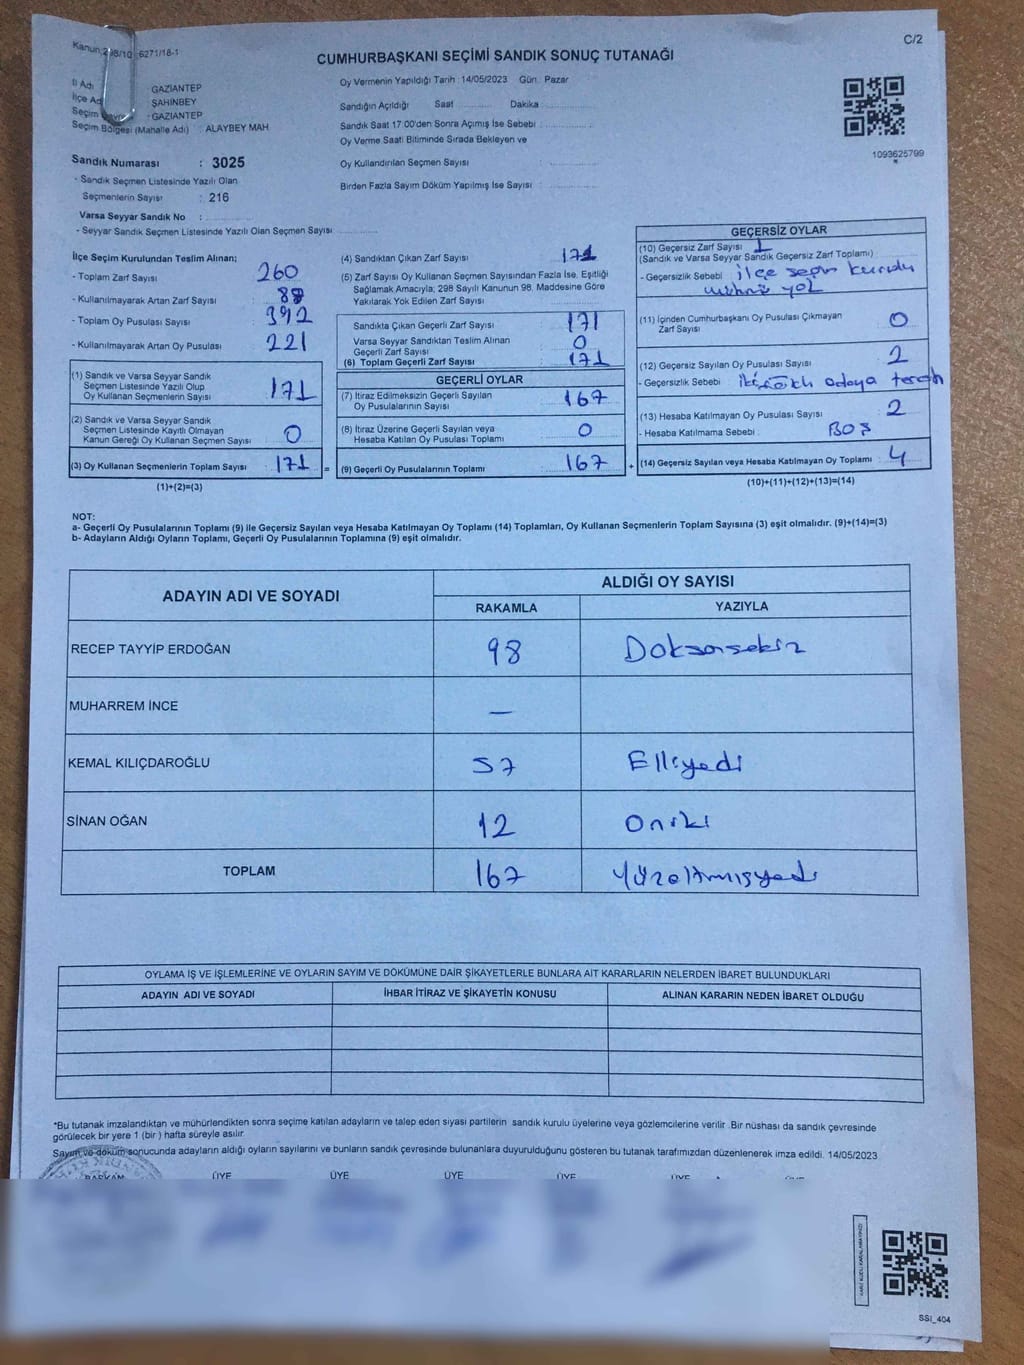 Kanun:298/10 -6271/18-1
C/2
CUMHURBAŞKANI SEÇİMİ SANDIK SONUÇ TUTANAĞI
İl Adı GAZİANTEP
İlçe Ad ŞAHİNBEY
Seçim : GAZİANTEP
Seçim Bölgesi (Mahalle Adı) : ALAYBEY MAH
Sandık Numarası : 3025
- Sandık Seçmen Listesinde Yazılı Olan
Seçmenlerin Sayısı : 216
Varsa Seyyar Sandık No :
- Seyyar Sandık Seçmen Listesinde Yazılı Olan Seçmen Sayısı
Oy Vermenin Yapıldığı Tarih : 14/05/2023 Gün : Pazar
Sandığın Açıldığı Saat Dakika
Sandık Saat 17:00'den Sonra Açılmış İse Sebebi :
Oy Verme Saati Bitiminde Sırada Bekleyen ve
Oy Kullandırılan Seçmen Sayısı :
Birden Fazla Sayım Döküm Yapılmış İse Sayısı :
1093625799
İlçe Seçim Kurulundan Teslim Alınan;
- Toplam Zarf Sayısı 260
- Kullanılmayarak Artan Zarf Sayısı
- Toplam Oy Pusulası Sayısı 392
- Kullanılmayarak Artan Oy Pusulası 221
(1) Sandık ve Varsa Seyyar Sandık
Seçmen Listesinde Yazılı Olup
Oy Kullanan Seçmenlerin Sayısı 171
(2) Sandık ve Varsa Seyyar Sandık
Seçmen Listesinde Kayıtlı Olmayan
Kanun Gereği Oy Kullanan Seçmen Sayısı 0
(3) Oy Kullanan Seçmenlerin Toplam Sayısı : 171 =
(1)+(2)=(3)
(4) Sandıktan Çıkan Zarf Sayısı 171
(5) Zarf Sayısı Oy Kullanan Seçmen Sayısından Fazla İse, Eşitliği
Sağlamak Amacıyla; 298 Sayılı Kanunun 98. Maddesine Göre
Yakılarak Yok Edilen Zarf Sayısı
Sandıkta Çıkan Geçerli Zarf Sayısı 171
Varsa Seyyar Sandıktan Teslim Alınan
Geçerli Zarf Sayısı 0
(6) Toplam Geçerli Zarf Sayısı : 171
GEÇERLİ OYLAR
(7) İtiraz Edilmeksizin Geçerli Sayılan
Oy Pusulalarının Sayısı 167
(8) İtiraz Üzerine Geçerli Sayılan veya
Hesaba Katılan Oy Pusulası Toplamı 0
(9) Geçerli Oy Pusulalarının Toplamı 167 +
GEÇERSİZ OYLAR
(10) Geçersiz Zarf Sayısı 1
(Sandık ve Varsa Seyyar Sandık Geçersiz Zarf Toplamı)
- Geçersizlik Sebebi : ilçe seçim kurulu
mührü yok
(11) İçinden Cumhurbaşkanı Oy Pusulası Çıkmayan
Zarf Sayısı 0
(12) Geçersiz Sayılan Oy Pusulası Sayısı 2
- Geçersizlik Sebebi adaya tercih
(13) Hesaba Katılmayan Oy Pusulası Sayısı 2
- Hesaba Katılmama Sebebi : BOŞ
(14) Geçersiz Sayılan veya Hesaba Katılmayan Oy Toplamı : 4
(10)+(11)+(12)+(13)=(14)
NOT:
a- Geçerli Oy Pusulalarının Toplamı (9) ile Geçersiz Sayılan veya Hesaba Katılmayan Oy Toplamı (14) Toplamları, Oy Kullanan Seçmenlerin Toplam Sayısına (3) eşit olmalıdır. (9)+(14)=(3)
b- Adayların Aldığı Oyların Toplamı, Geçerli Oy Pusulalarının Toplamına (9) eşit olmalıdır.
ADAYIN ADI VE SOYADI ALDIĞI OY SAYISI
RAKAMLA YAZIYLA
RECEP TAYYİP ERDOĞAN 98 Doksansekiz
MUHARREM İNCE —
KEMAL KILIÇDAROĞLU 57 Elliyedi
SİNAN OĞAN 12 Oniki
TOPLAM 167 Yüzaltmışyedi
OYLAMA İŞ VE İŞLEMLERİNE VE OYLARIN SAYIM VE DÖKÜMÜNE DAİR ŞİKAYETLERLE BUNLARA AİT KARARLARIN NELERDEN İBARET BULUNDUKLARI
ADAYIN ADI VE SOYADI İHBAR İTİRAZ VE ŞİKAYETİN KONUSU ALINAN KARARIN NEDEN İBARET OLDUĞU
*Bu tutanak imzalandıktan ve mühürlendikten sonra seçime katılan adayların ve talep eden siyasi partilerin sandık kurulu üyelerine veya gözlemcilerine verilir. Bir nüshası da sandık çevresinde
görülecek bir yere 1 (bir) hafta süreyle asılır.
Sayım ve döküm sonucunda adayların aldığı oyların sayılarını ve bunların sandık çevresinde bulunanlara duyurulduğunu gösteren bu tutanak tarafımızdan düzenlenerek imza edildi. 14/05/2023
BAŞKAN ÜYE ÜYE ÜYE ÜYE ÜYE ÜYE
SSI_404